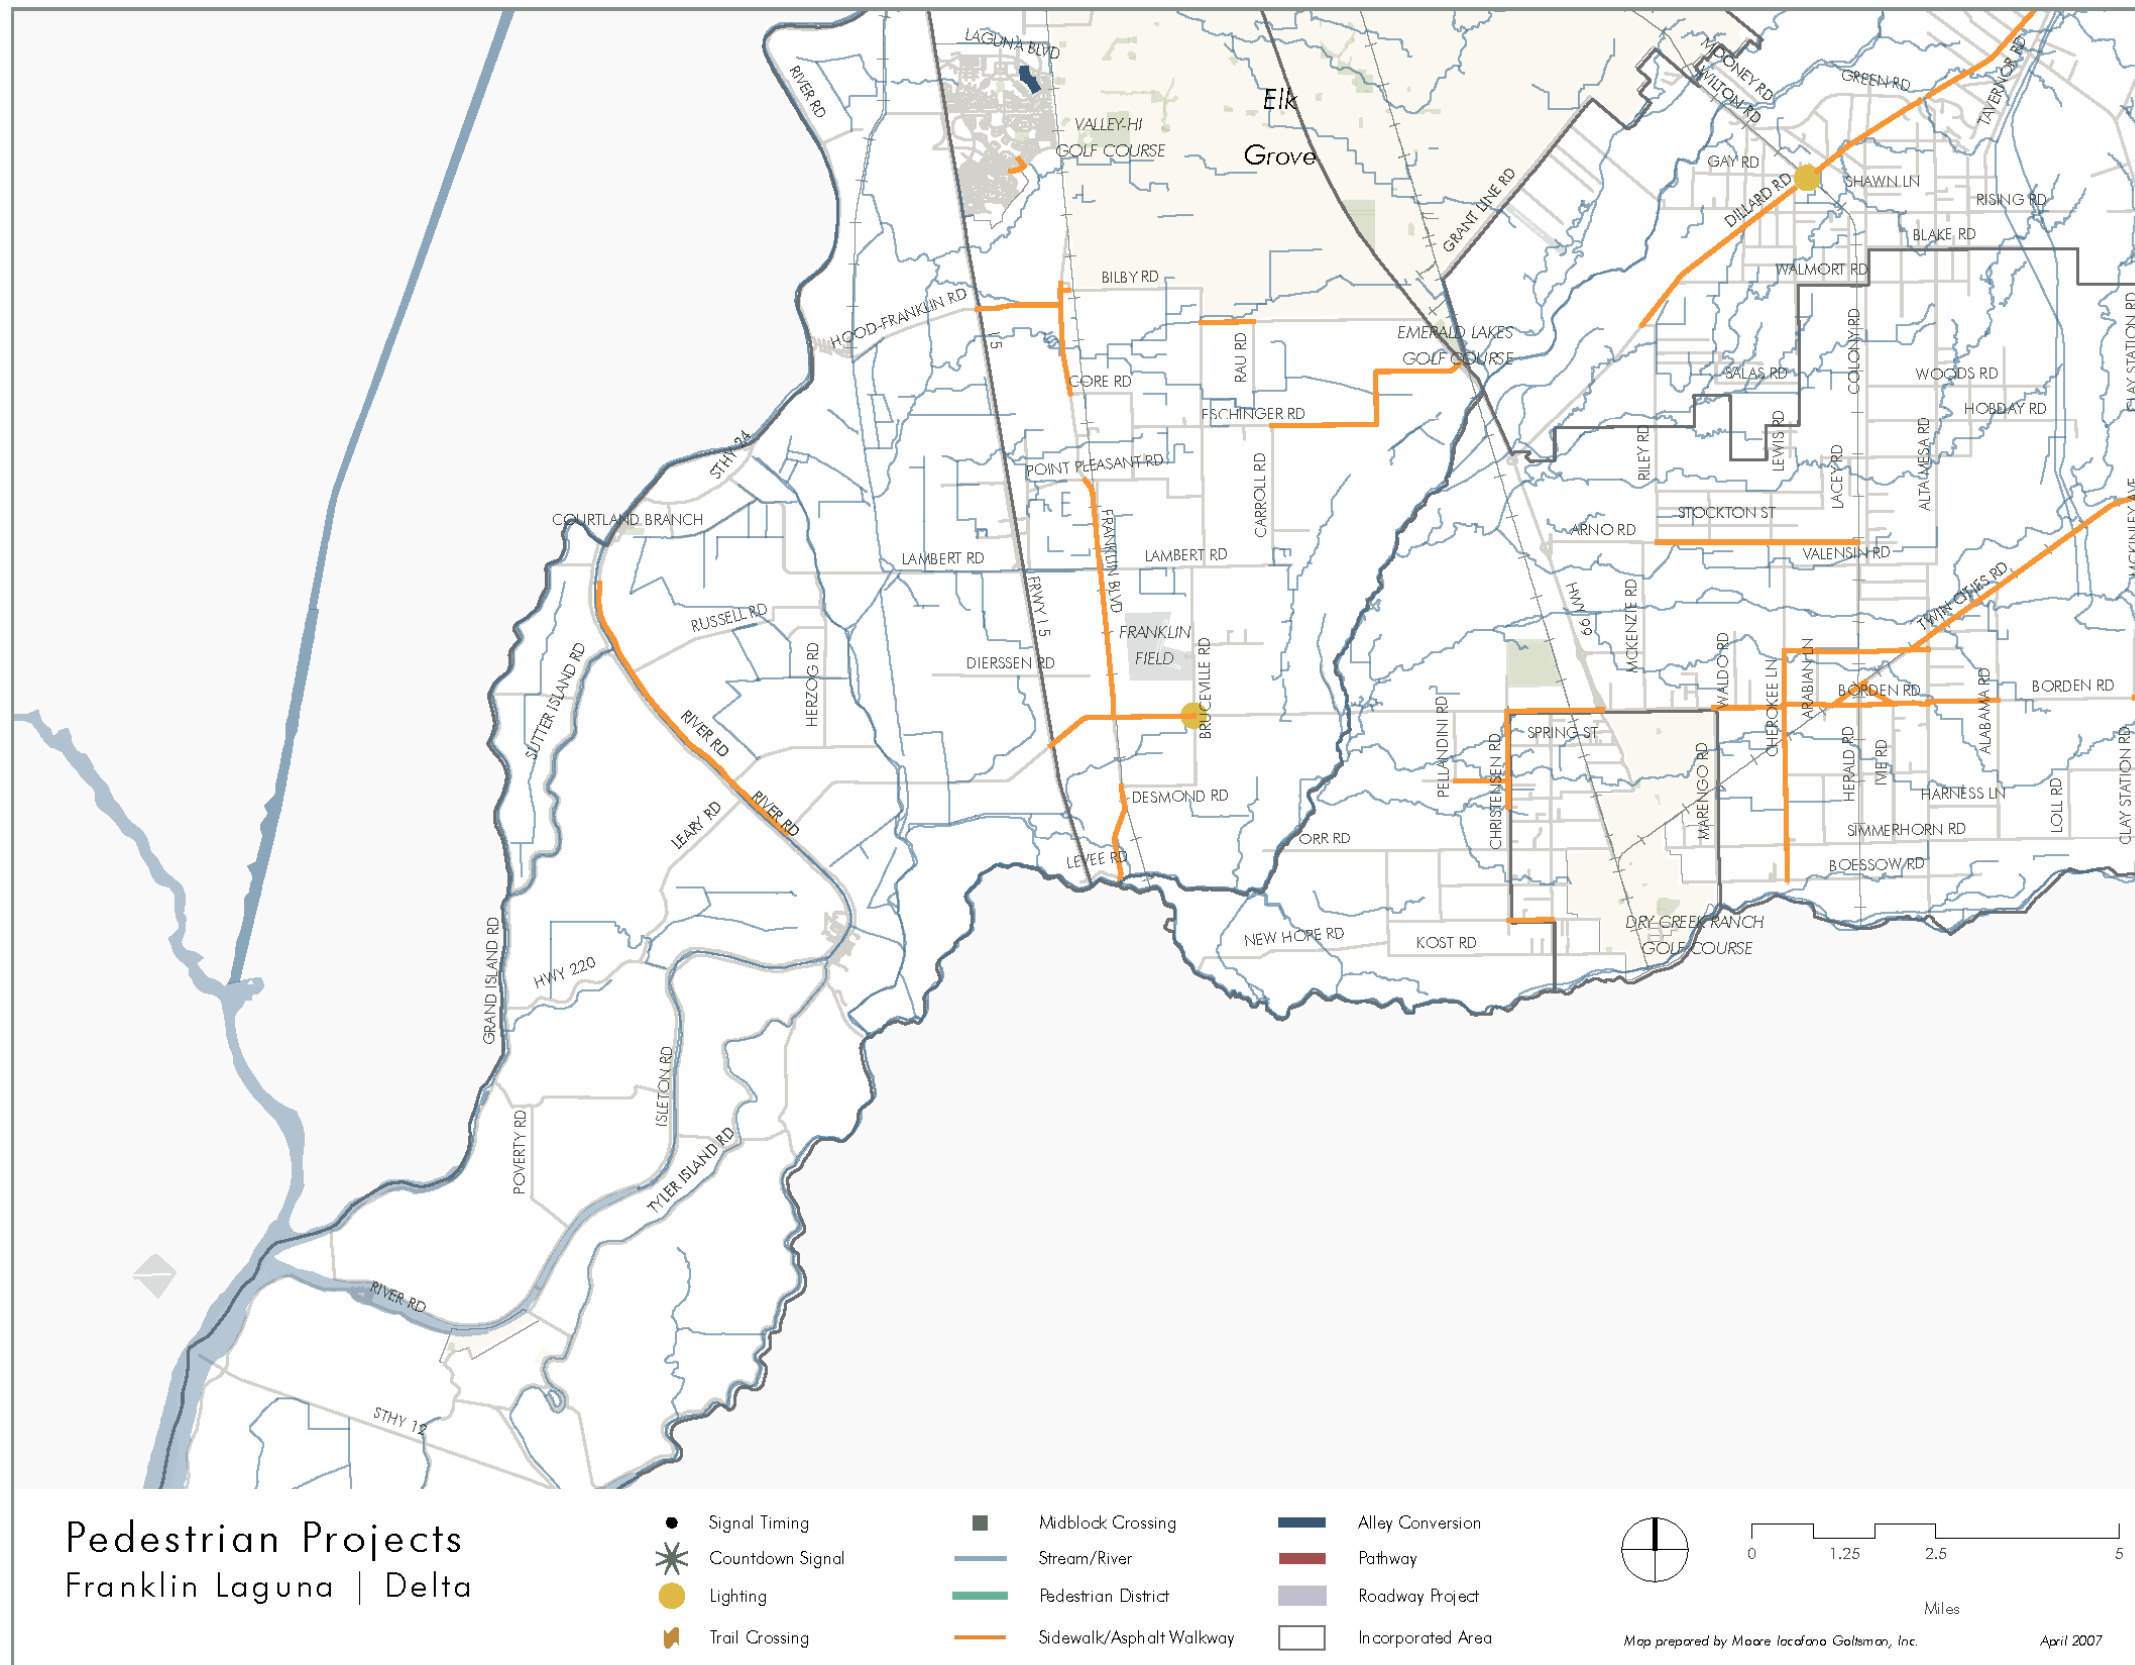 LAGUNA BLVD
RIVER RD
VALLEY-HI
GOLF COURSE
Elk
Grove
MOONEY RD
WILTON RD
GREEN RD
TAVERNOR RD
GAY RD
SHAWN LN
DILLARD RD
RISING RD
GRANT LINE RD
BLAKE RD
WALMORT RD
BILBY RD
HOOD-FRANKLIN RD
I 5
EMERALD LAKES
GOLF COURSE
RAU RD
COLONY RD
CLAY STATION RD
CORE RD
SALAS RD
WOODS RD
ESCHINGER RD
HOBDAY RD
STHY 24
POINT PLEASANT RD
CARROLL RD
RILEY RD
LEWIS RD
LACEY RD
ALTA MESA RD
COURTLAND BRANCH
STOCKTON ST
MCKINLEY AVE
FRANKLIN BLVD
ARNO RD
LAMBERT RD
LAMBERT RD
VALENSIN RD
FRWY I 5
HWY 99
MCKENZIE RD
TWIN CITIES RD
RUSSELL RD
FRANKLIN
FIELD
SUTTER ISLAND RD
HERZOG RD
DIERSSEN RD
BRUCEVILLE RD
WALDO RD
CHEROKEE LN
ARABIAN LN
BORDEN RD
BORDEN RD
ALABAMA RD
RIVER RD
PELLANDINI RD
SPRING ST
CHRISTENSEN RD
MARENGO RD
HERALD RD
IVIE RD
CLAY STATION RD
LEARY RD
RIVER RD
DESMOND RD
HARNESS LN
LOLL RD
ORR RD
SIMMERHORN RD
LEVEE RD
BOESSOW RD
DRY CREEK RANCH
GOLF COURSE
NEW HOPE RD
KOST RD
GRAND ISLAND RD
HWY 220
ISLETON RD
POVERTY RD
TYLER ISLAND RD
RIVER RD
STHY 12
Pedestrian Projects
Franklin Laguna | Delta
Signal Timing
Countdown Signal
Lighting
Trail Crossing
Midblock Crossing
Stream/River
Pedestrian District
Sidewalk/Asphalt Walkway
Alley Conversion
Pathway
Roadway Project
Incorporated Area
0 1.25 2.5 5
Miles
Map prepared by Moore Iacofano Goltsman, Inc.
April 2007